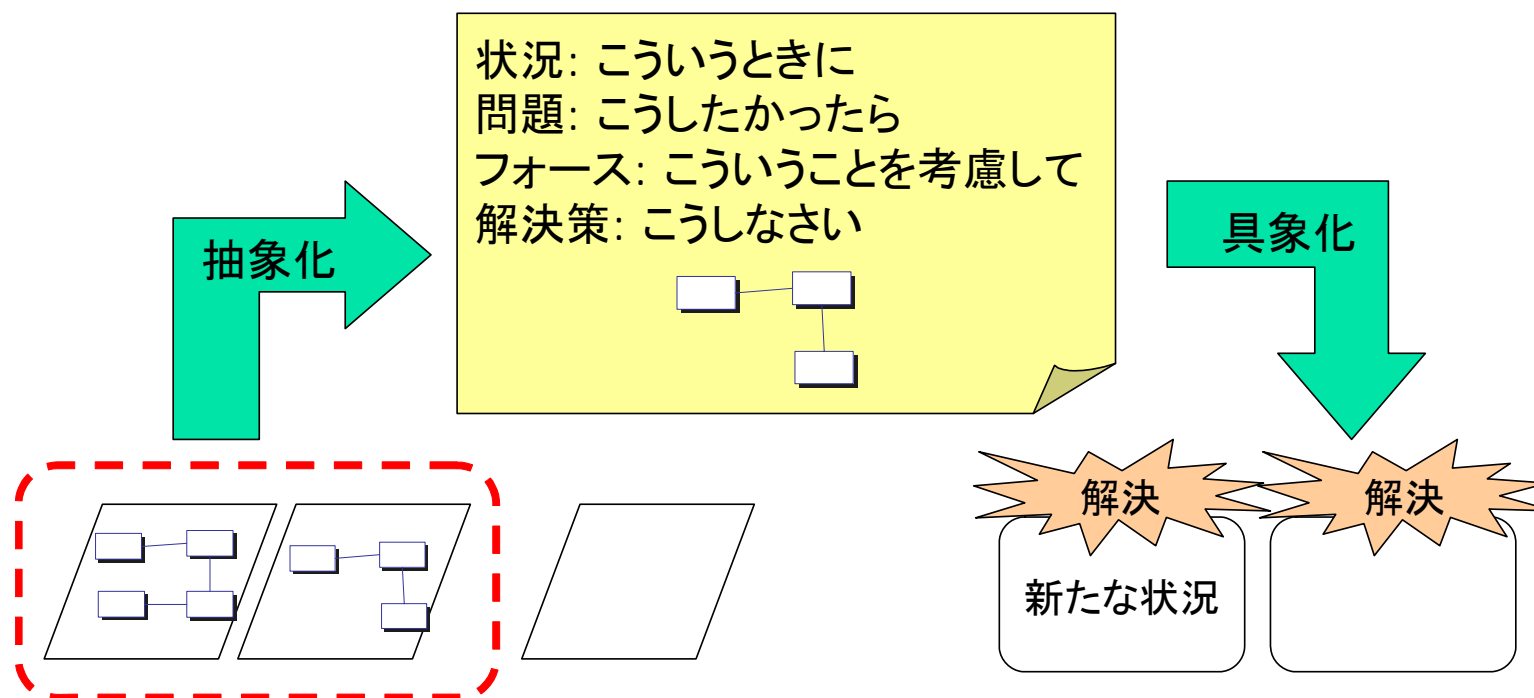 状況: こういうときに
問題: こうしたかったら
フォース: こういうことを考慮して
解決策: こうしなさい
抽象化
具象化
解決
解決
新たな状況